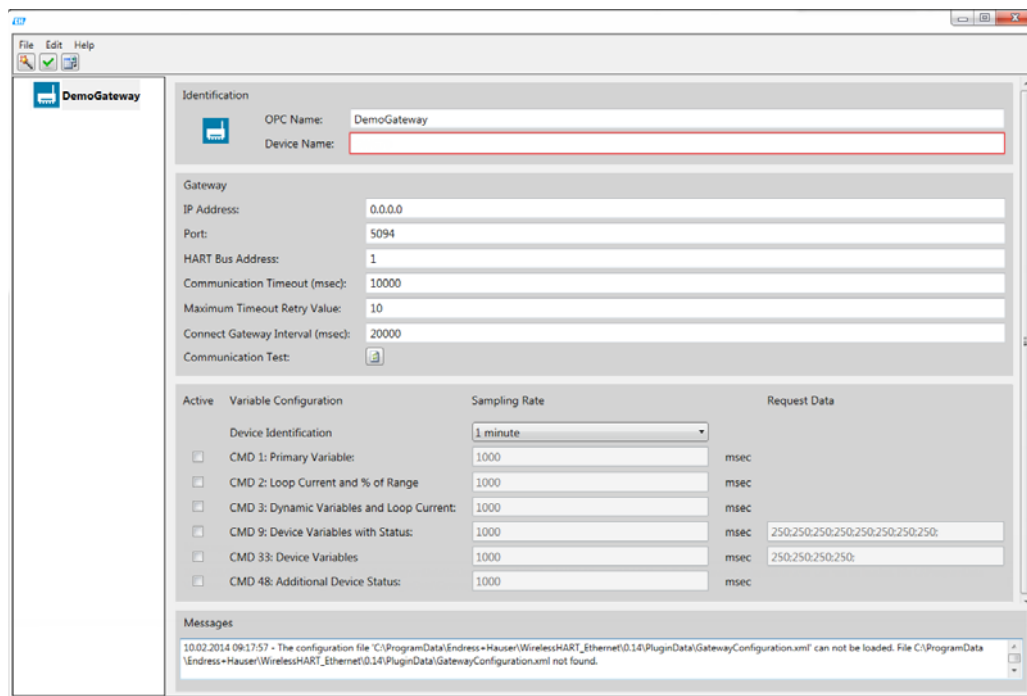 EH
File Edit Help
DemoGateway
Identification
OPC Name: DemoGateway
Device Name:
Gateway
IP Address: 0.0.0.0
Port: 5094
HART Bus Address: 1
Communication Timeout (msec): 10000
Maximum Timeout Retry Value: 10
Connect Gateway Interval (msec): 20000
Communication Test:
Active Variable Configuration Sampling Rate Request Data
Device Identification 1 minute
CMD 1: Primary Variable: 1000 msec
CMD 2: Loop Current and % of Range 1000 msec
CMD 3: Dynamic Variables and Loop Current: 1000 msec
CMD 9: Device Variables with Status: 1000 msec 250;250;250;250;250;250;250;250;
CMD 33: Device Variables 1000 msec 250;250;250;250;
CMD 48: Additional Device Status: 1000 msec
Messages
10.02.2014 09:17:57 - The configuration file 'C:\ProgramData\Endress+Hauser\WirelessHART_Ethernet\0.14\PluginData\GatewayConfiguration.xml' can not be loaded. File C:\ProgramData
\Endress+Hauser\WirelessHART_Ethernet\0.14\PluginData\GatewayConfiguration.xml not found.